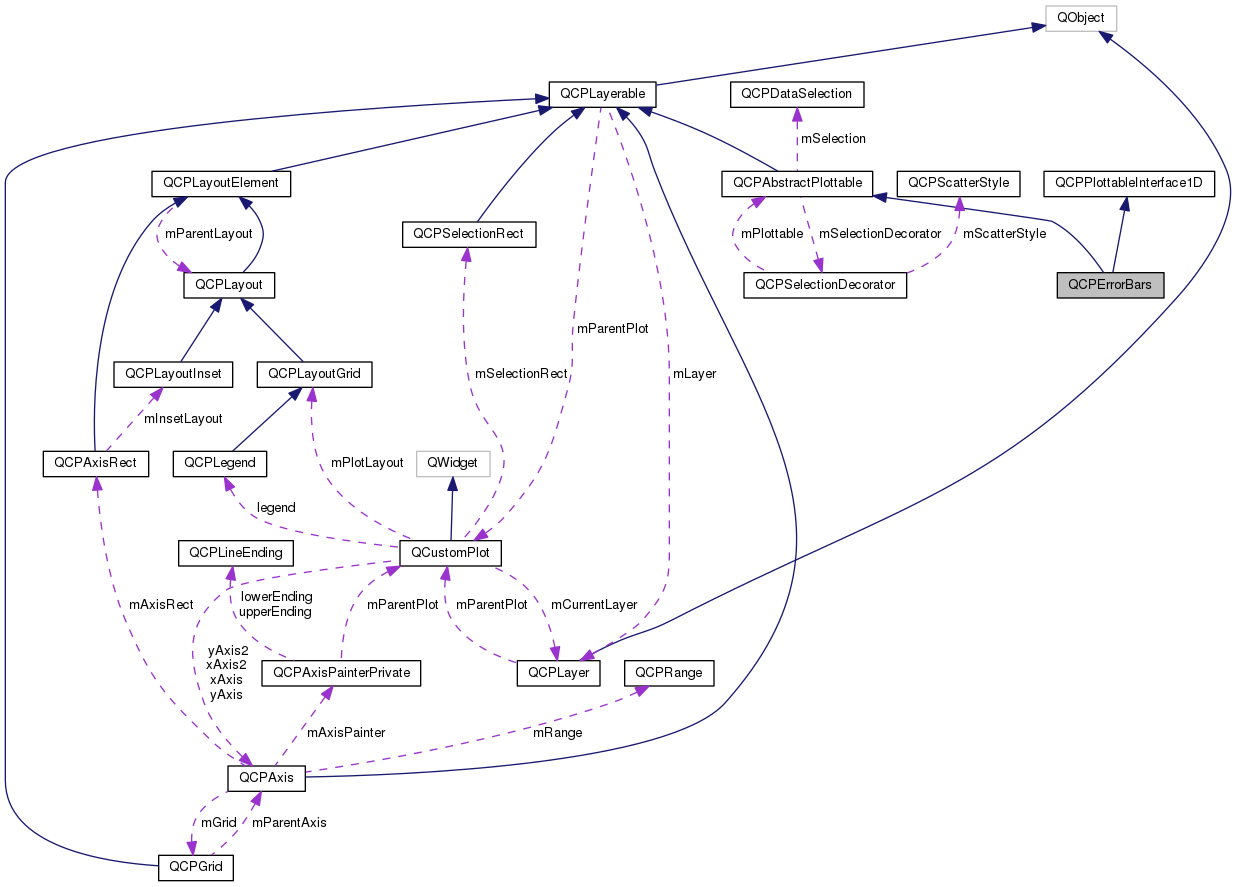 QObject
QCPLayerable
QCPDataSelection
mSelection
QCPLayoutElement
QCPAbstractPlottable
QCPScatterStyle
QCPPlottableInterface1D
mParentLayout
QCPSelectionRect
mPlottable
mSelectionDecorator
mScatterStyle
QCPLayout
QCPSelectionDecorator
QCPErrorBars
mParentPlot
QCPLayoutInset
QCPLayoutGrid
mSelectionRect
mLayer
mInsetLayout
QCPAxisRect
QCPLegend
mPlotLayout
QWidget
legend
QCPLineEnding
QCustomPlot
mAxisRect
lowerEnding
upperEnding
mParentPlot
mParentPlot
mCurrentLayer
yAxis2
xAxis2
xAxis
yAxis
QCPAxisPainterPrivate
QCPLayer
QCPRange
mAxisPainter
mRange
QCPAxis
mGrid
mParentAxis
QCPGrid